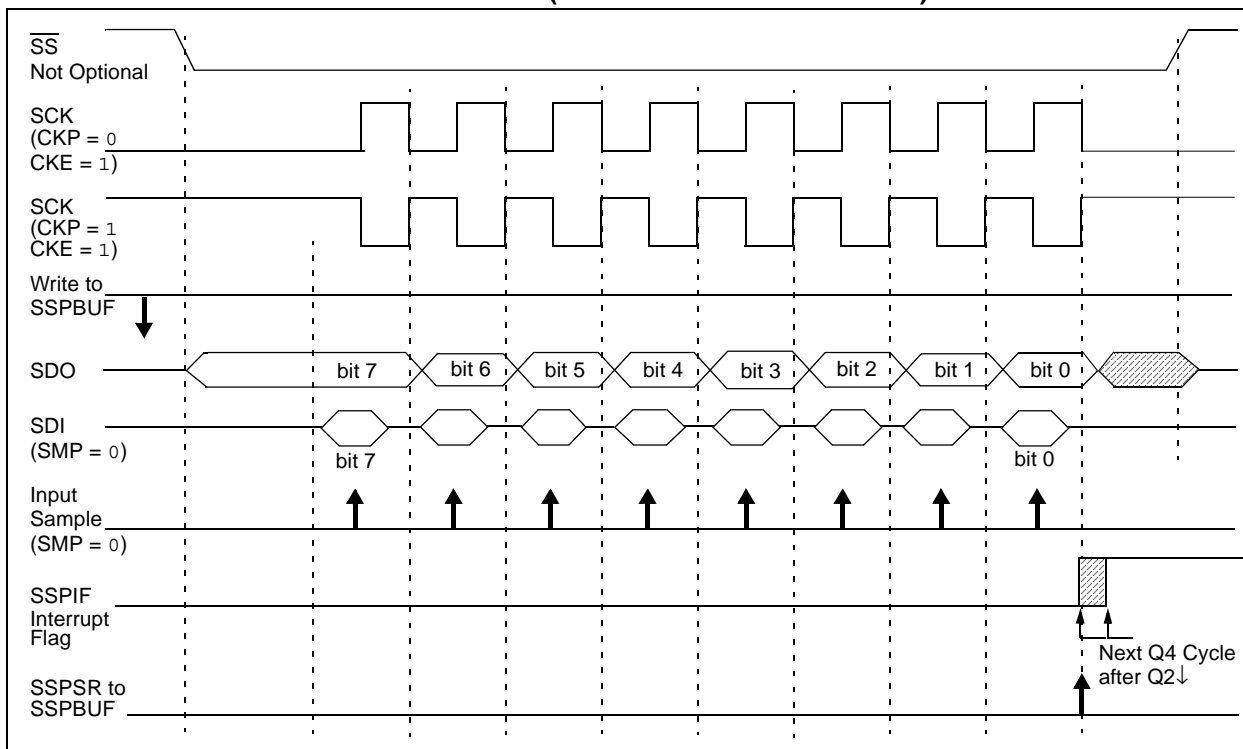 SS
Not Optional
SCK
(CKP = 0
CKE = 1)
SCK
(CKP = 1
CKE = 1)
Write to
SSPBUF
SDO
bit 7 bit 6 bit 5 bit 4 bit 3 bit 2 bit 1 bit 0
SDI
(SMP = 0)
bit 7 bit 0
Input
Sample
(SMP = 0)
SSPIF
Interrupt
Flag
Next Q4 Cycle
after Q2↓
SSPSR to
SSPBUF